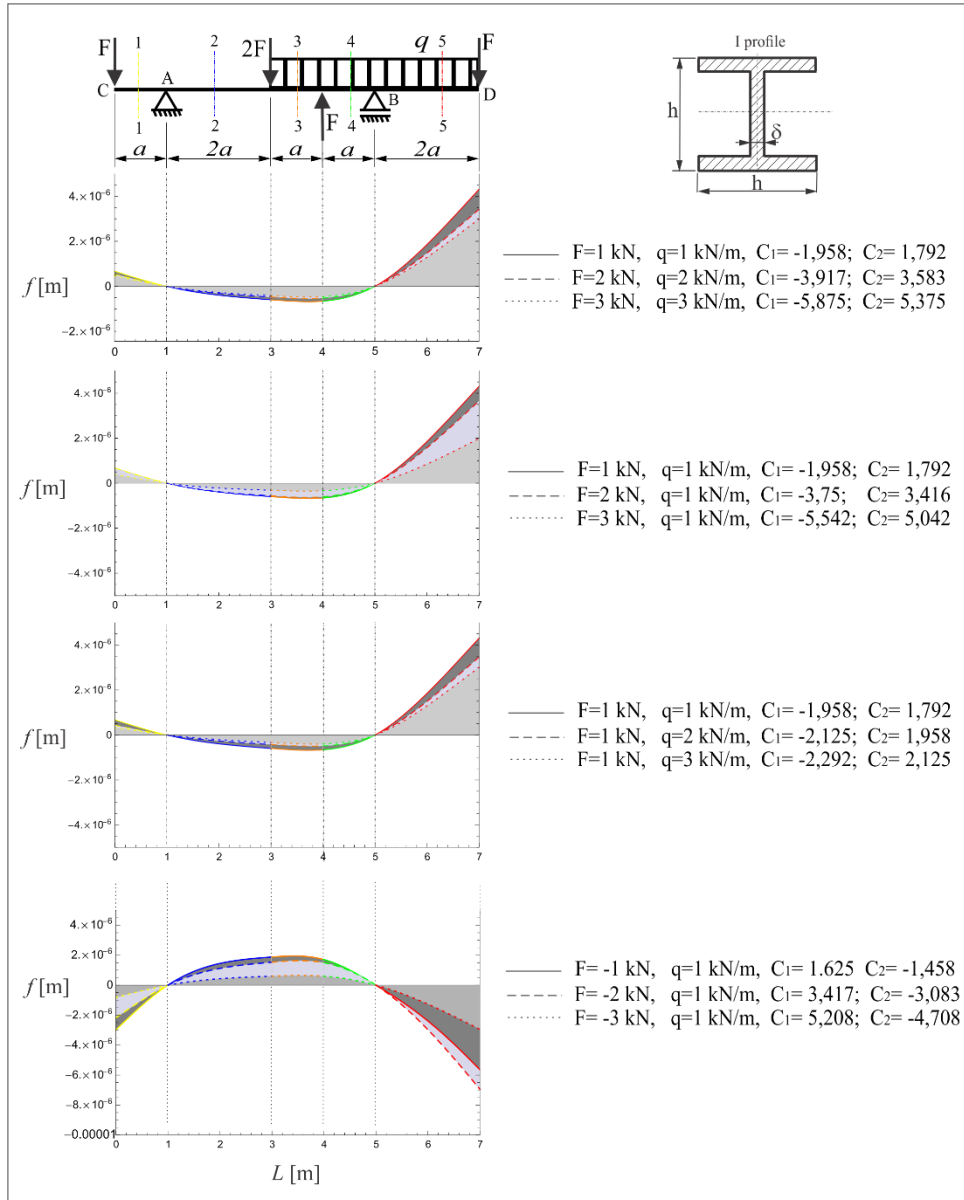 I profile
F 1 2 2F 3 4 q 5 F
C A B D
F
1 2 3 4 5
a 2a a a 2a
h δ
h
4.×10⁻⁶
2.×10⁻⁶
0
−2.×10⁻⁶
f [m]
0 1 2 3 4 5 6 7
F=1 kN, q=1 kN/m, C₁= -1,958; C₂= 1,792
F=2 kN, q=2 kN/m, C₁= -3,917; C₂= 3,583
F=3 kN, q=3 kN/m, C₁= -5,875; C₂= 5,375
4.×10⁻⁶
2.×10⁻⁶
0
−2.×10⁻⁶
−4.×10⁻⁶
f [m]
0 1 2 3 4 5 6 7
F=1 kN, q=1 kN/m, C₁= -1,958; C₂= 1,792
F=2 kN, q=1 kN/m, C₁= -3,75; C₂= 3,416
F=3 kN, q=1 kN/m, C₁= -5,542; C₂= 5,042
4.×10⁻⁶
2.×10⁻⁶
0
−2.×10⁻⁶
−4.×10⁻⁶
f [m]
0 1 2 3 4 5 6 7
F=1 kN, q=1 kN/m, C₁= -1,958; C₂= 1,792
F=1 kN, q=2 kN/m, C₁= -2,125; C₂= 1,958
F=1 kN, q=3 kN/m, C₁= -2,292; C₂= 2,125
4.×10⁻⁶
2.×10⁻⁶
0
−2.×10⁻⁶
−4.×10⁻⁶
−6.×10⁻⁶
−8.×10⁻⁶
−0.00001
f [m]
0 1 2 3 4 5 6 7
L [m]
F= -1 kN, q=1 kN/m, C₁= 1.625 C₂= -1,458
F= -2 kN, q=1 kN/m, C₁= 3,417; C₂= -3,083
F= -3 kN, q=1 kN/m, C₁= 5,208; C₂= -4,708